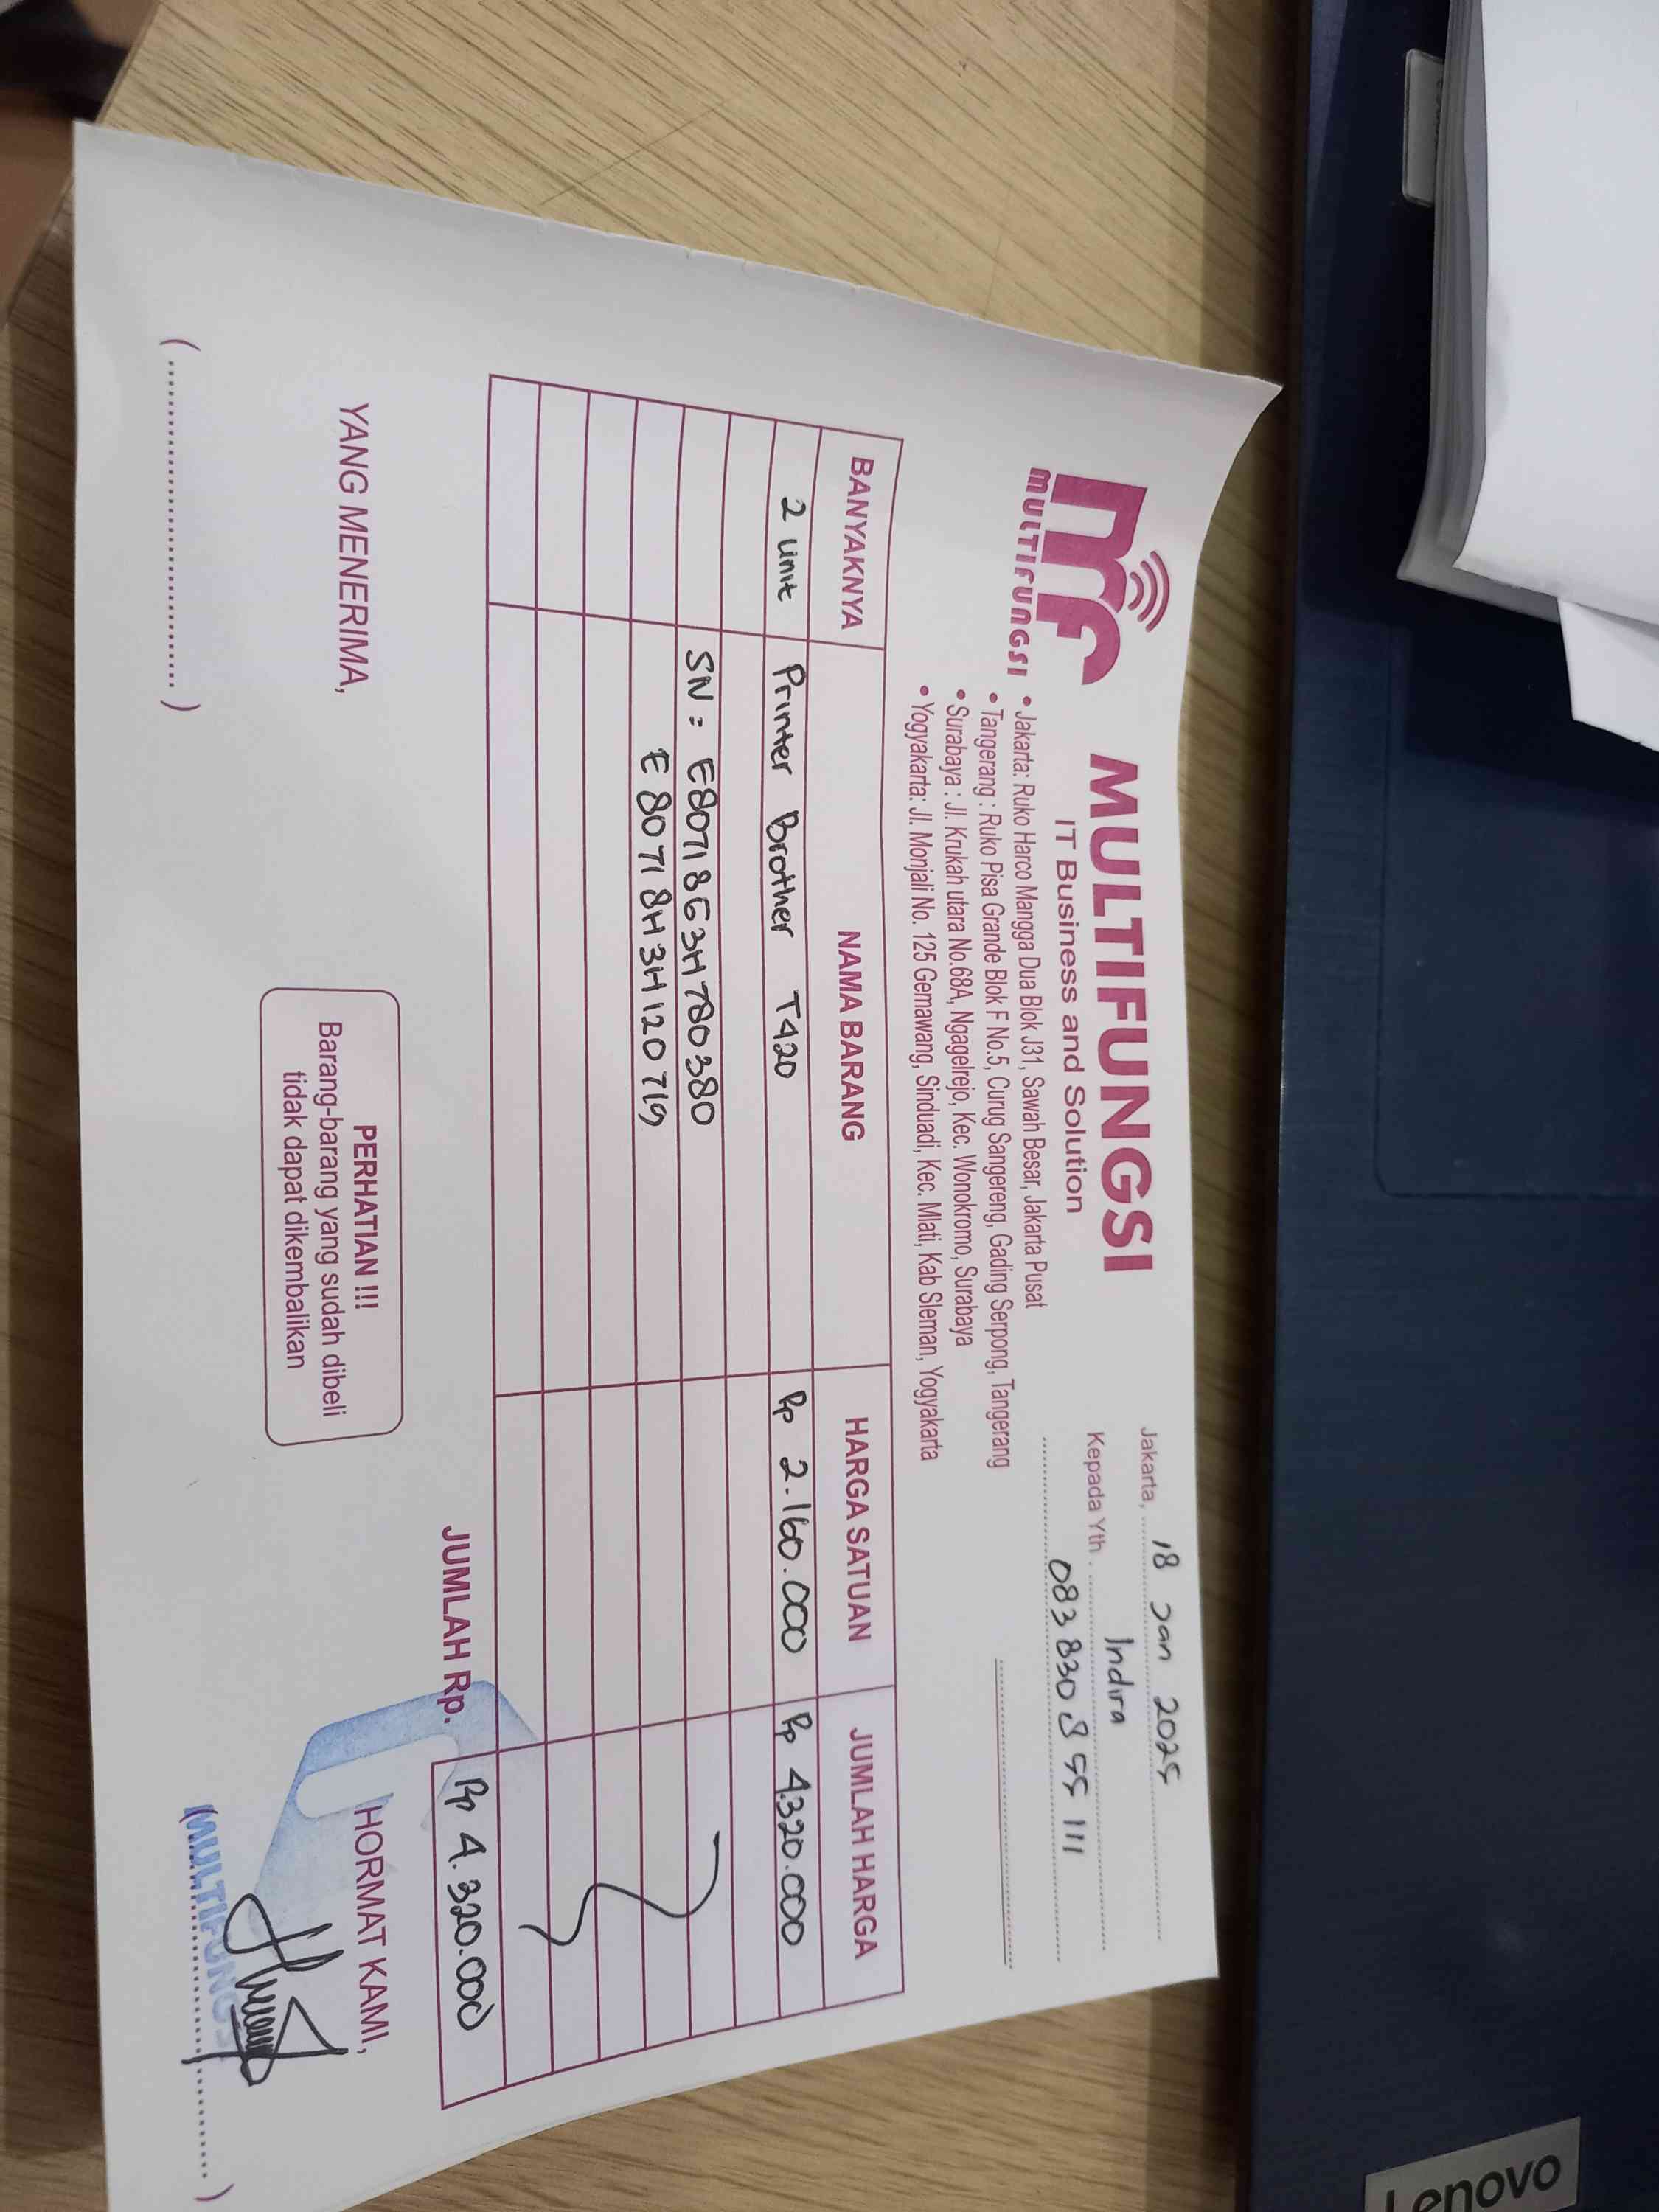 mf
MULTIFUNGSI
MULTIFUNGSI
IT Business and Solution
• Jakarta: Ruko Harco Mangga Dua Blok J31, Sawah Besar, Jakarta Pusat
• Tangerang : Ruko Pisa Grande Blok F No.5, Curug Sangereng, Gading Serpong, Tangerang
• Surabaya : Jl. Krukah utara No.68A, Ngagelrejo, Kec. Wonokromo, Surabaya
• Yogyakarta: Jl. Monjali No. 125 Gemawang, Sinduadi, Kec. Mlati, Kab Sleman, Yogyakarta
Jakarta, 18 Jan 2025
Kepada Yth. Indira
083 830 8 55 111
BANYAKNYA NAMA BARANG HARGA SATUAN JUMLAH HARGA
2 unit Printer Brother T420 Rp 2.160.000 Rp 4.320.000
SN : E80718G3H780380
E80718H3H120719
JUMLAH Rp. Rp 4.320.000
YANG MENERIMA,
PERHATIAN !!!
Barang-barang yang sudah dibeli
tidak dapat dikembalikan
HORMAT KAMI,
MULTIFUNGSI
Lenovo